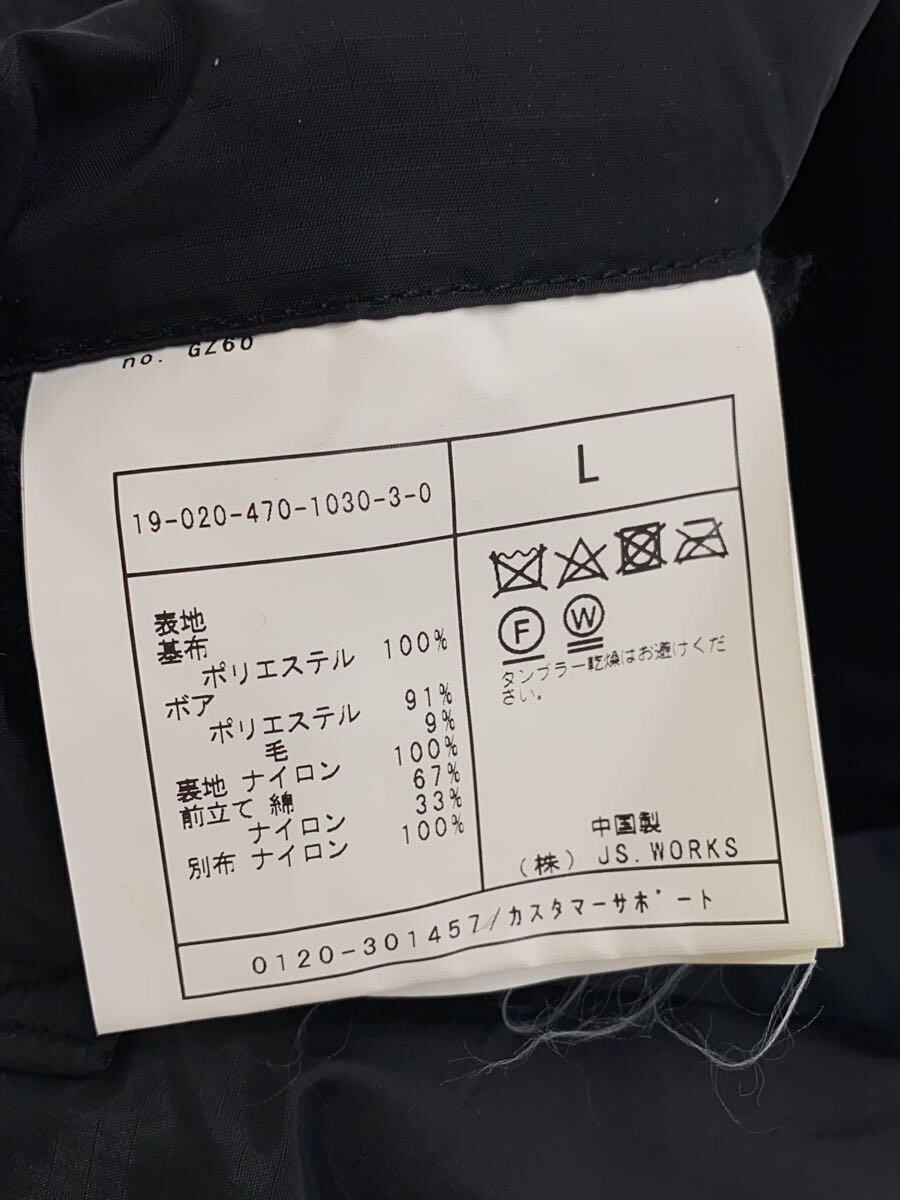 no. GZ60
19-020-470-1030-3-0
L
表地
基布
ポリエステル 100%
ボア
ポリエステル 91%
毛 9%
裏地 ナイロン 100%
前立て 綿 67%
ナイロン 33%
別布 ナイロン 100%
F W
タンブラー乾燥はお避けくだ
さい。
中国製
(株) JS.WORKS
0120-301457/カスタマーサポート